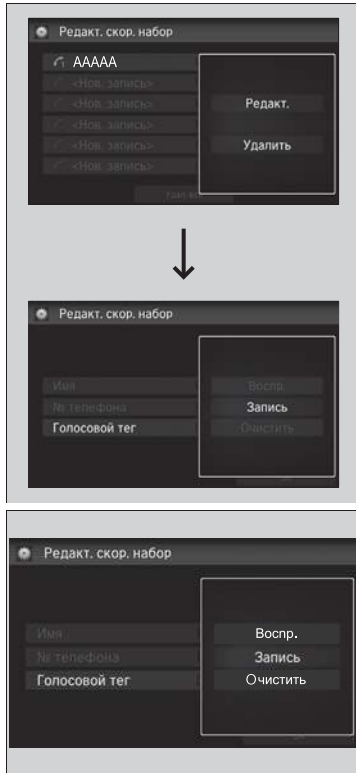 Редакт. скор. набор
AAAAA
<Нов. запись>
Редакт.
<Нов. запись>
<Нов. запись>
Удалить
<Нов. запись>
<Нов. запись>
Редакт. скор. набор
Имя
Воспр.
№ телефона
Запись
Голосовой тег
Очистить
Редакт. скор. набор
Имя
Воспр.
№ телефона
Запись
Голосовой тег
Очистить